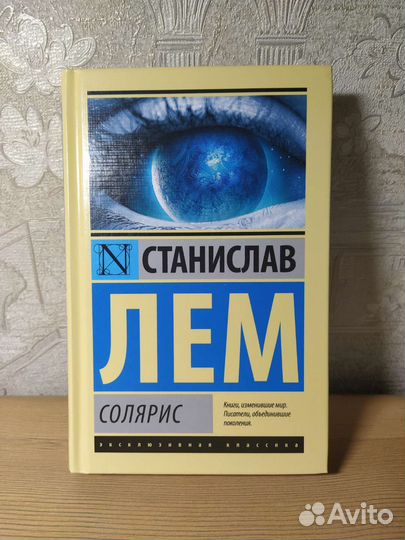 N СТАНИСЛАВ
ЛЕМ
СОЛЯРИС
Книги, изменившие мир.
Писатели, объединившие
поколения.
эксклюзивная классика
Avito